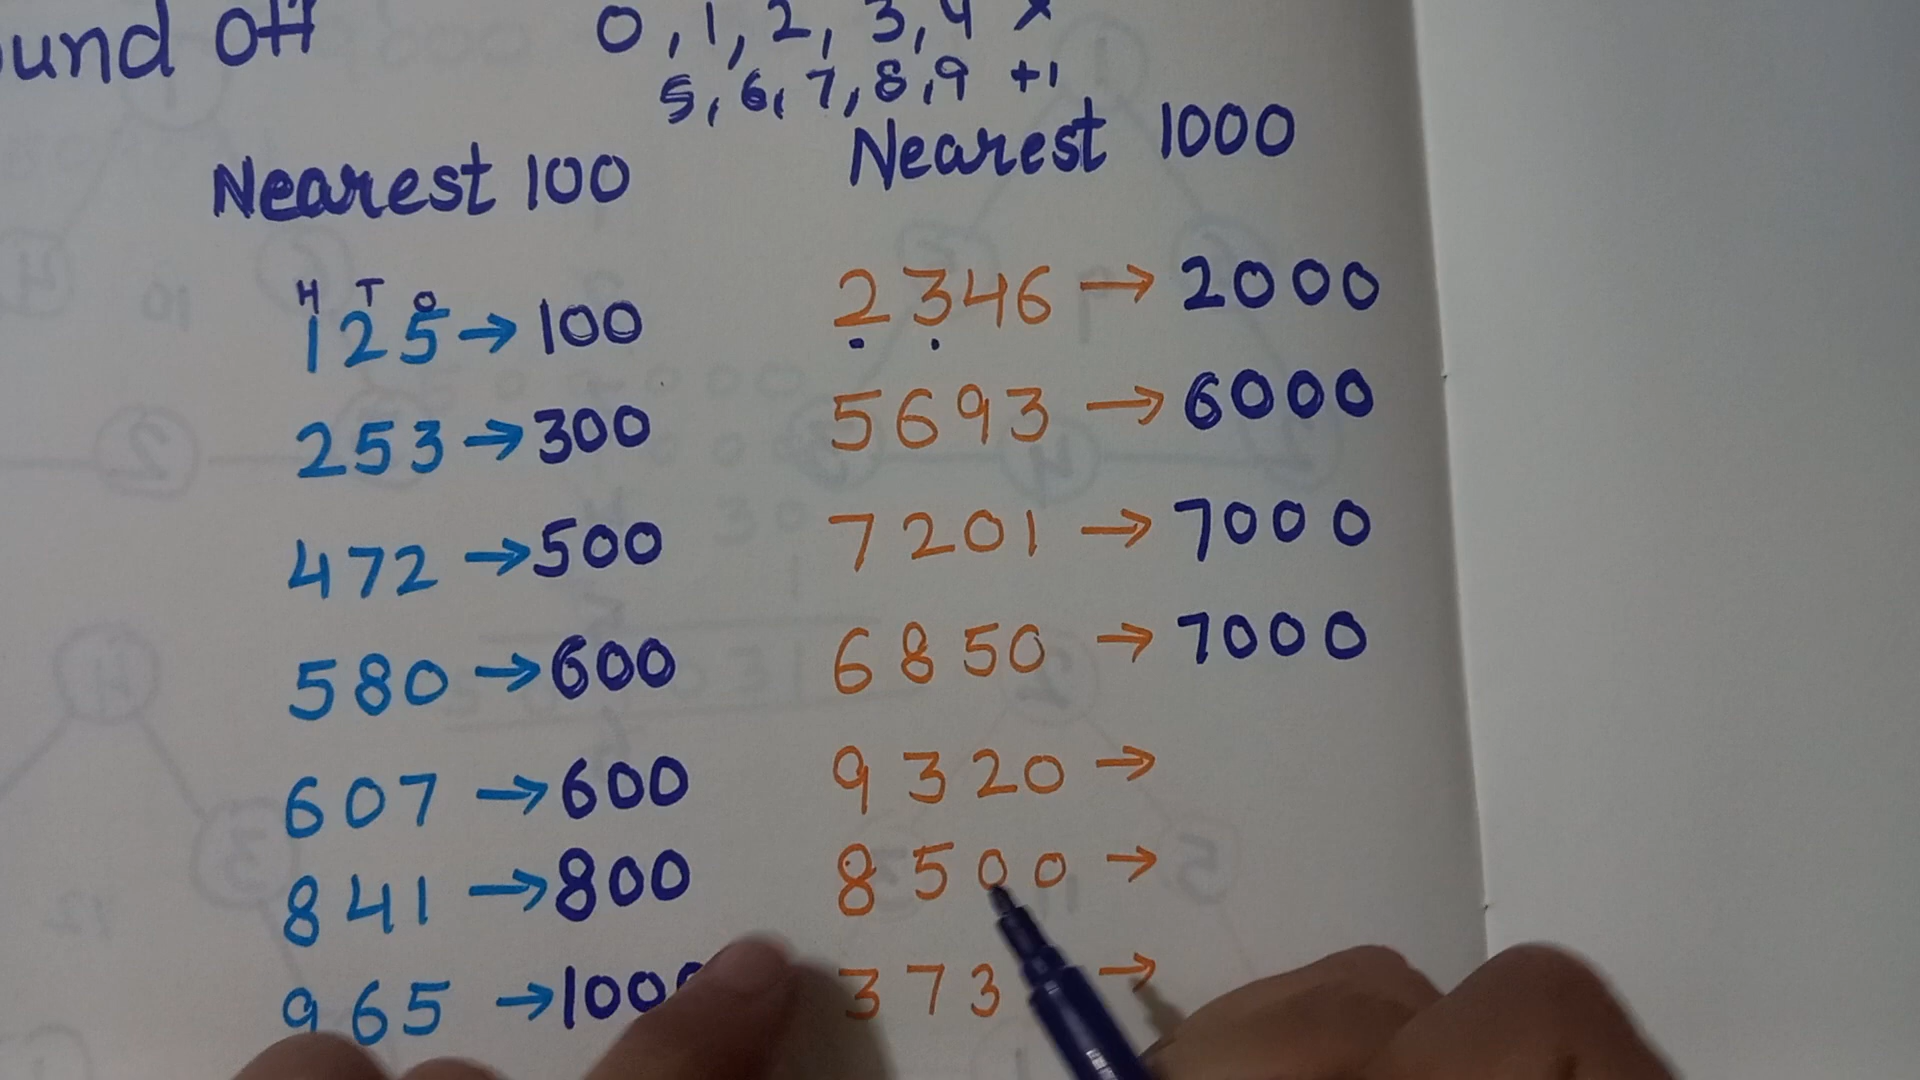 und off
0, 1, 2, 3, 4 ×
5, 6, 7, 8, 9 +1
Nearest 100
H T O
125 → 100
253 → 300
472 → 500
580 → 600
607 → 600
841 → 800
965 → 1000
Nearest 1000
2346 → 2000
5693 → 6000
7201 → 7000
6850 → 7000
9320 →
8500 →
373 →